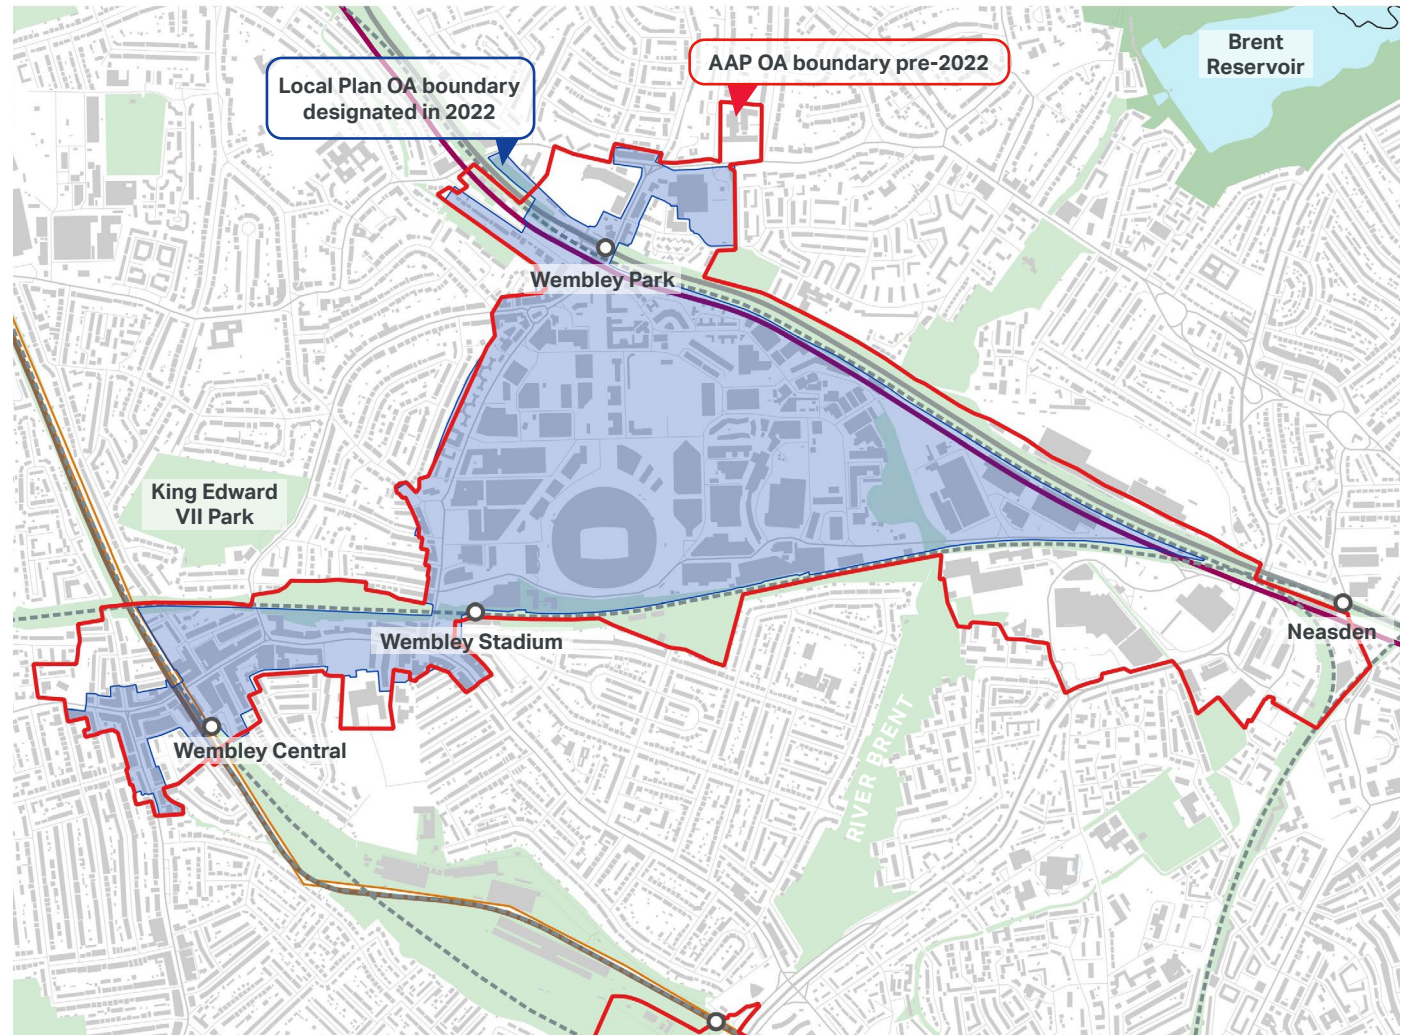 Brent
Reservoir
AAP OA boundary pre-2022
Local Plan OA boundary
designated in 2022
Wembley Park
King Edward
VII Park
Wembley Stadium
Neasden
Wembley Central
RIVER BRENT